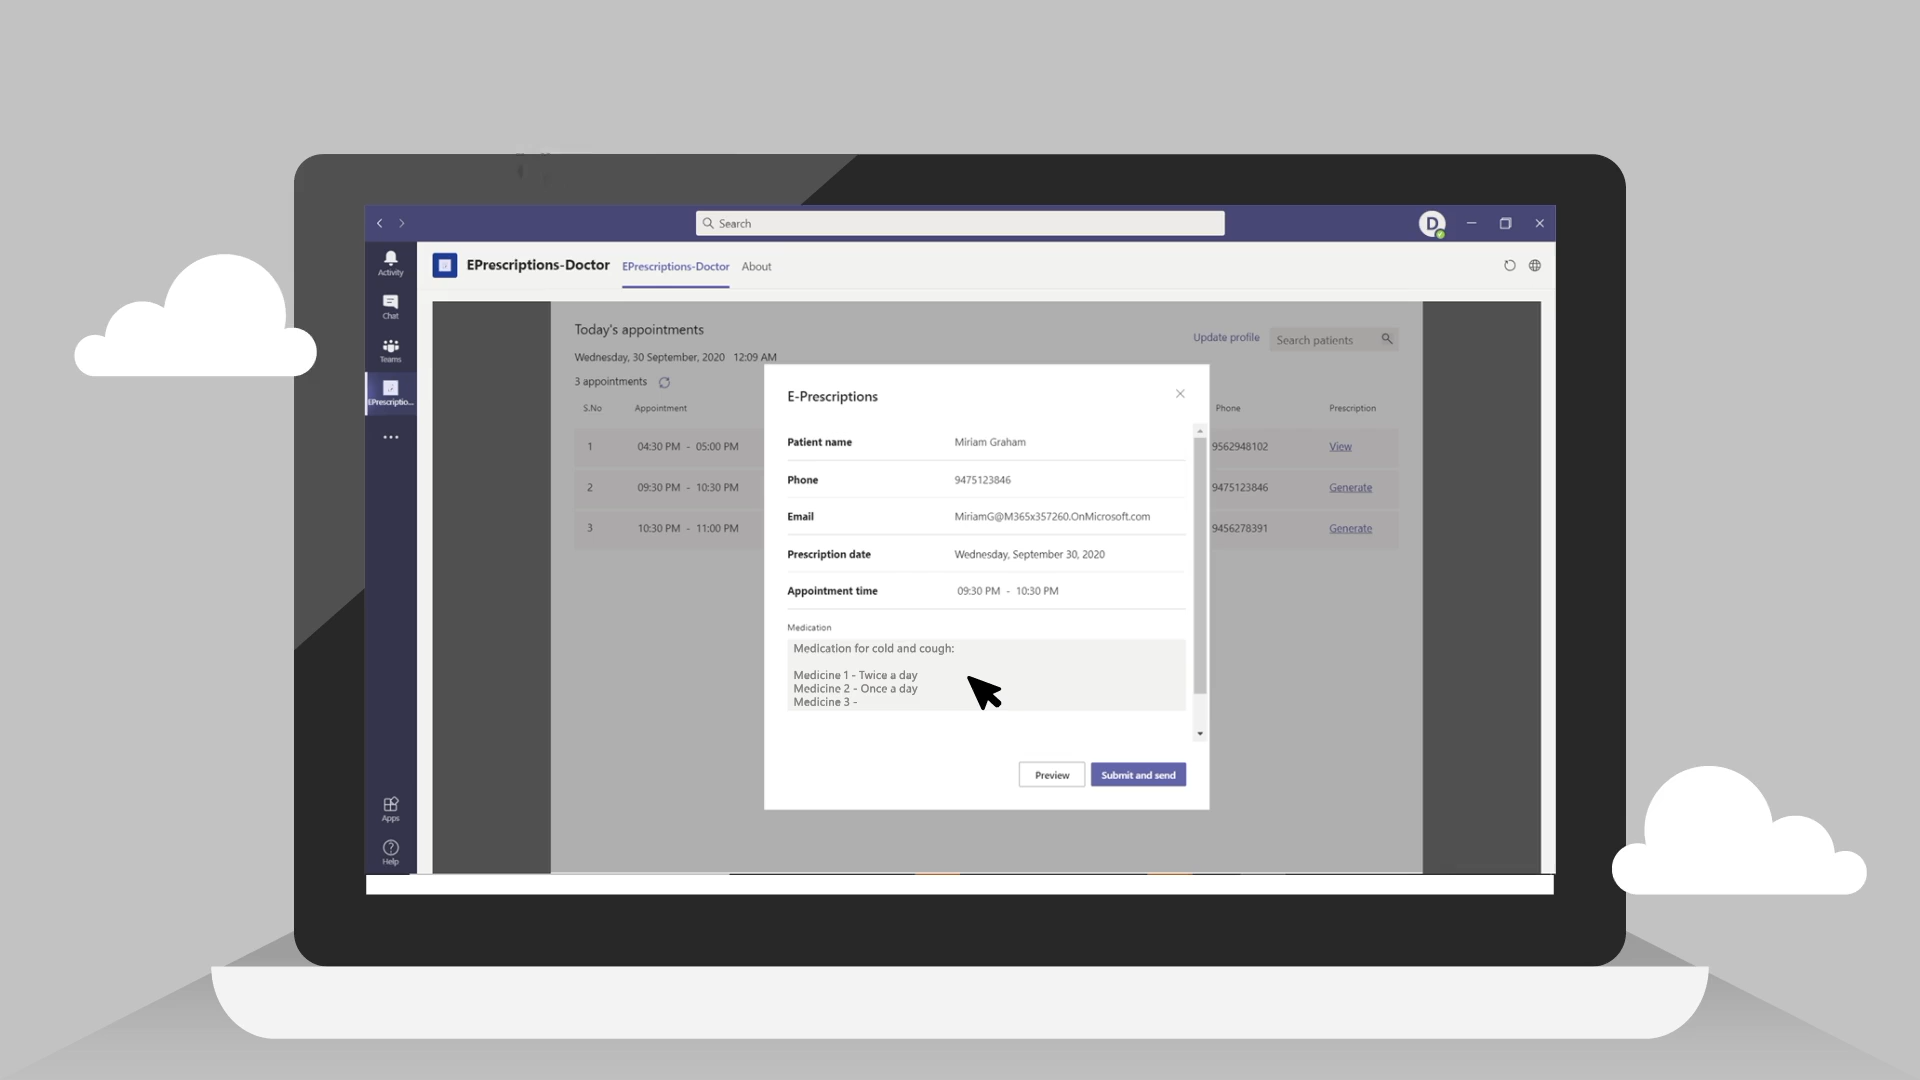 Search
D
Activity
Chat
Teams
EPrescriptio...
Apps
Help
EPrescriptions-Doctor EPrescriptions-Doctor About
Today's appointments
Update profile Search patients
Wednesday, 30 September, 2020 12:09 AM
3 appointments
S.No Appointment Phone Prescription
1 04:30 PM - 05:00 PM 9562948102 View
2 09:30 PM - 10:30 PM 9475123846 Generate
3 10:30 PM - 11:00 PM 9456278391 Generate
E-Prescriptions
Patient name Miriam Graham
Phone 9475123846
Email MiriamG@M365x357260.OnMicrosoft.com
Prescription date Wednesday, September 30, 2020
Appointment time 09:30 PM - 10:30 PM
Medication
Medication for cold and cough:
Medicine 1 - Twice a day
Medicine 2 - Once a day
Medicine 3 -
Preview Submit and send